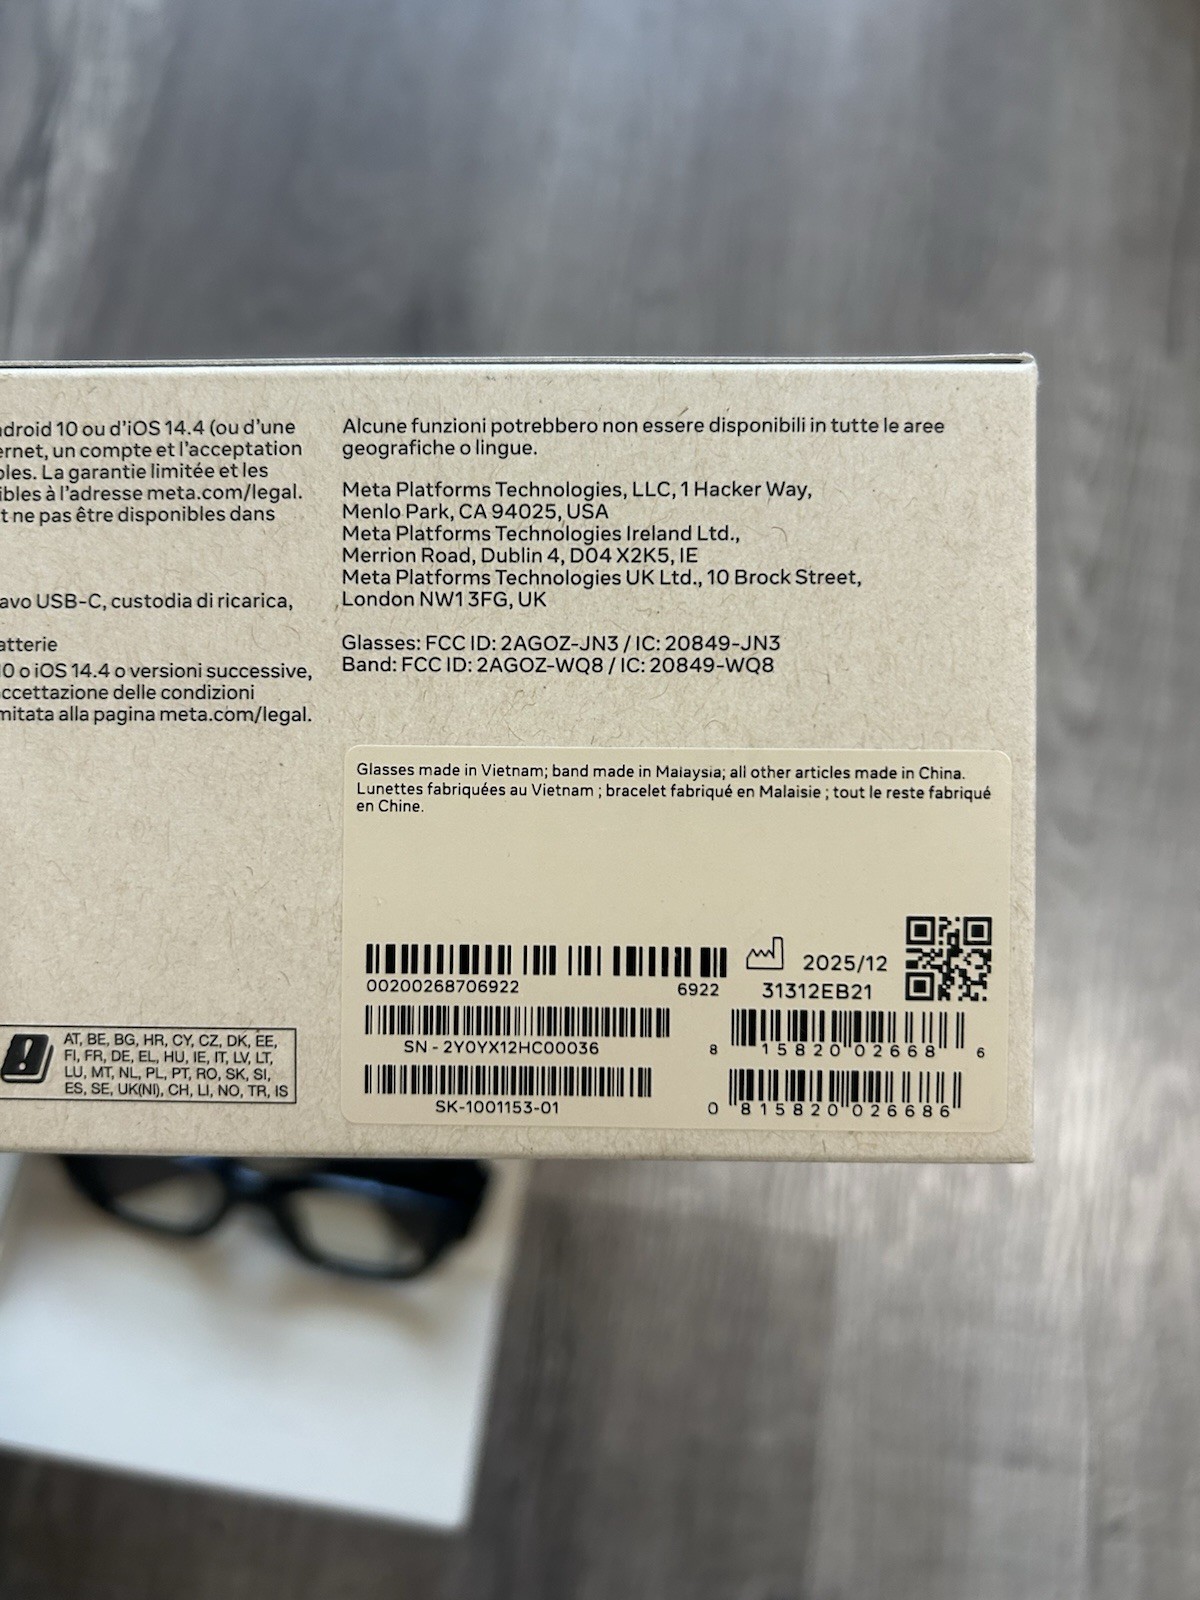 ndroid 10 ou d'iOS 14.4 (ou d'une
ernet, un compte et l'acceptation
bles. La garantie limitée et les
ibles à l'adresse meta.com/legal.
t ne pas être disponibles dans
avo USB-C, custodia di ricarica,
atterie
10 o iOS 14.4 o versioni successive,
ccettazione delle condizioni
mitata alla pagina meta.com/legal.
Alcune funzioni potrebbero non essere disponibili in tutte le aree
geografiche o lingue.
Meta Platforms Technologies, LLC, 1 Hacker Way,
Menlo Park, CA 94025, USA
Meta Platforms Technologies Ireland Ltd.,
Merrion Road, Dublin 4, D04 X2K5, IE
Meta Platforms Technologies UK Ltd., 10 Brock Street,
London NW1 3FG, UK
Glasses: FCC ID: 2AGOZ-JN3 / IC: 20849-JN3
Band: FCC ID: 2AGOZ-WQ8 / IC: 20849-WQ8
Glasses made in Vietnam; band made in Malaysia; all other articles made in China.
Lunettes fabriquées au Vietnam ; bracelet fabriqué en Malaisie ; tout le reste fabriqué
en Chine.
00200268706922 6922
2025/12
31312EB21
SN - 2Y0YX12HC00036
8 15820 02668 6
SK-1001153-01
0 815820 026686
AT, BE, BG, HR, CY, CZ, DK, EE,
FI, FR, DE, EL, HU, IE, IT, LV, LT,
LU, MT, NL, PL, PT, RO, SK, SI,
ES, SE, UK(NI), CH, LI, NO, TR, IS